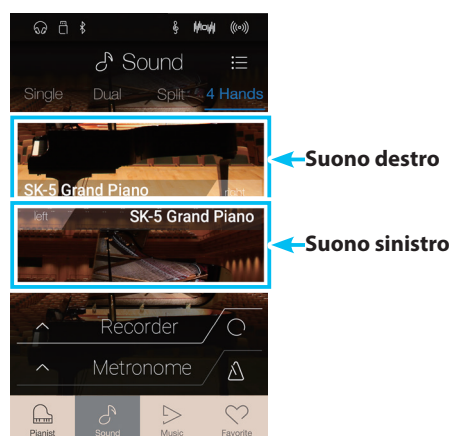 Sound
Single Dual Split 4 Hands
SK-5 Grand Piano right
Suono destro
left SK-5 Grand Piano
Suono sinistro
Recorder
Metronome
Pianist Sound Music Favorite